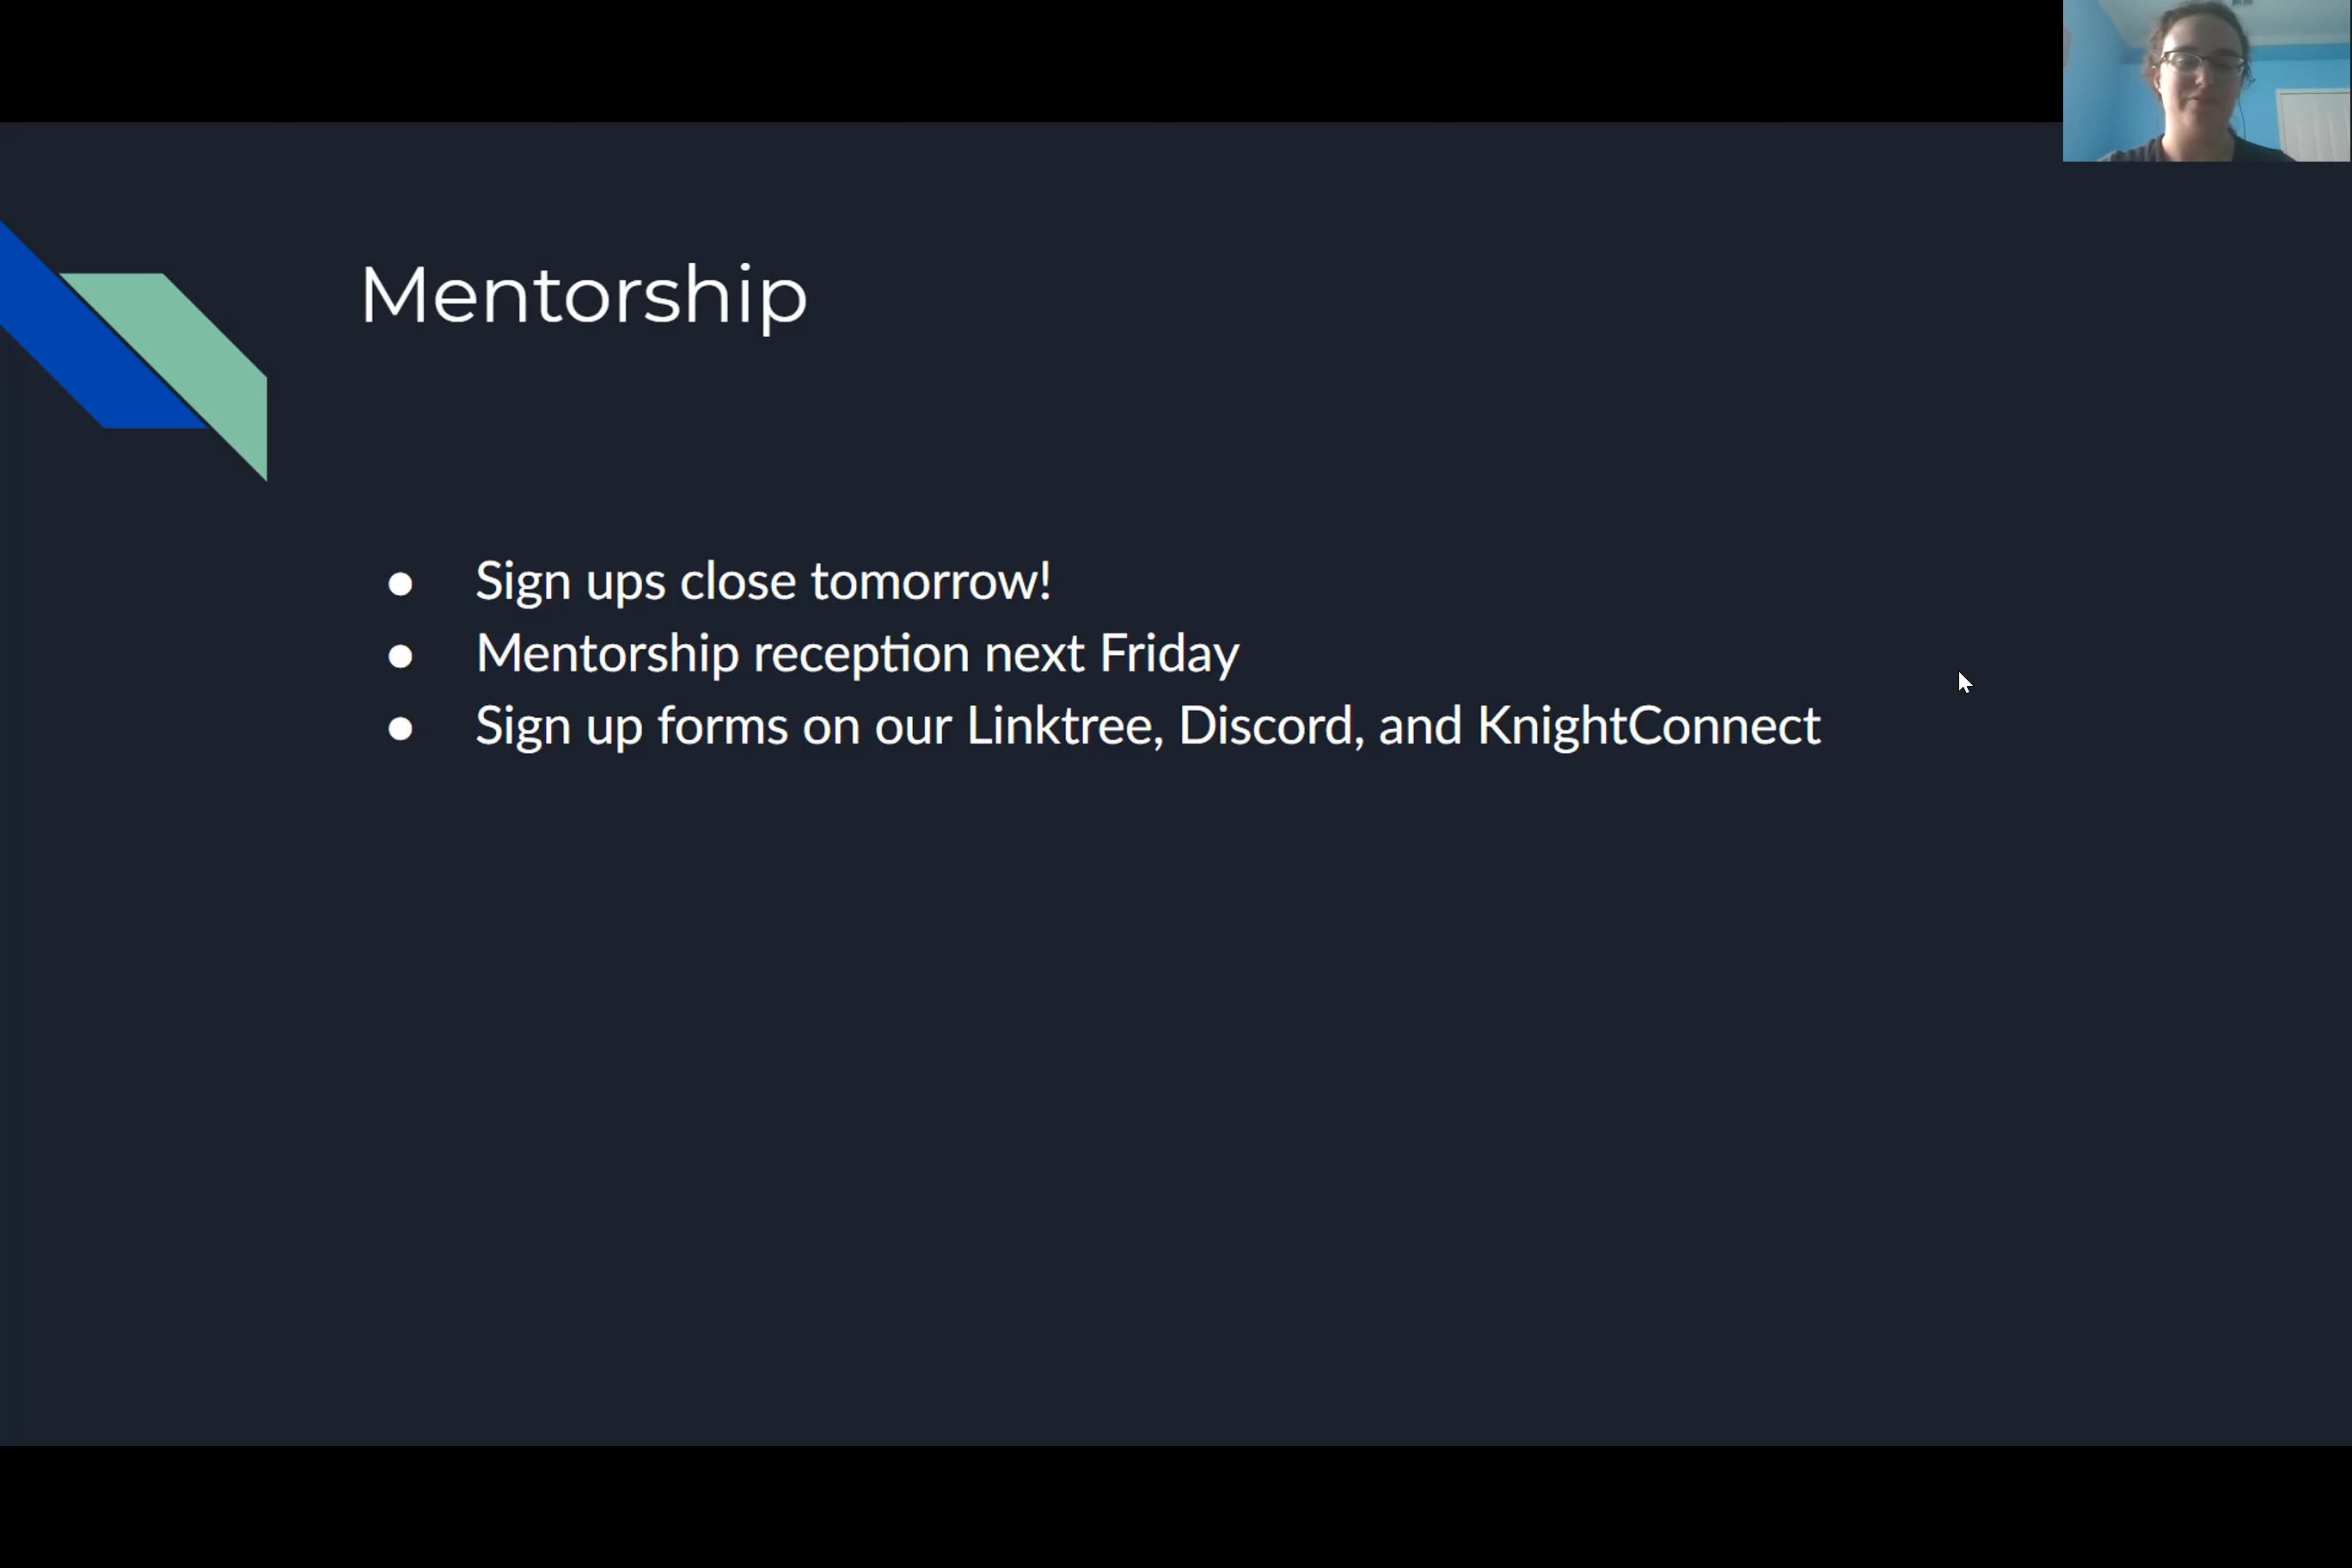 Mentorship
● Sign ups close tomorrow!
● Mentorship reception next Friday
● Sign up forms on our Linktree, Discord, and KnightConnect